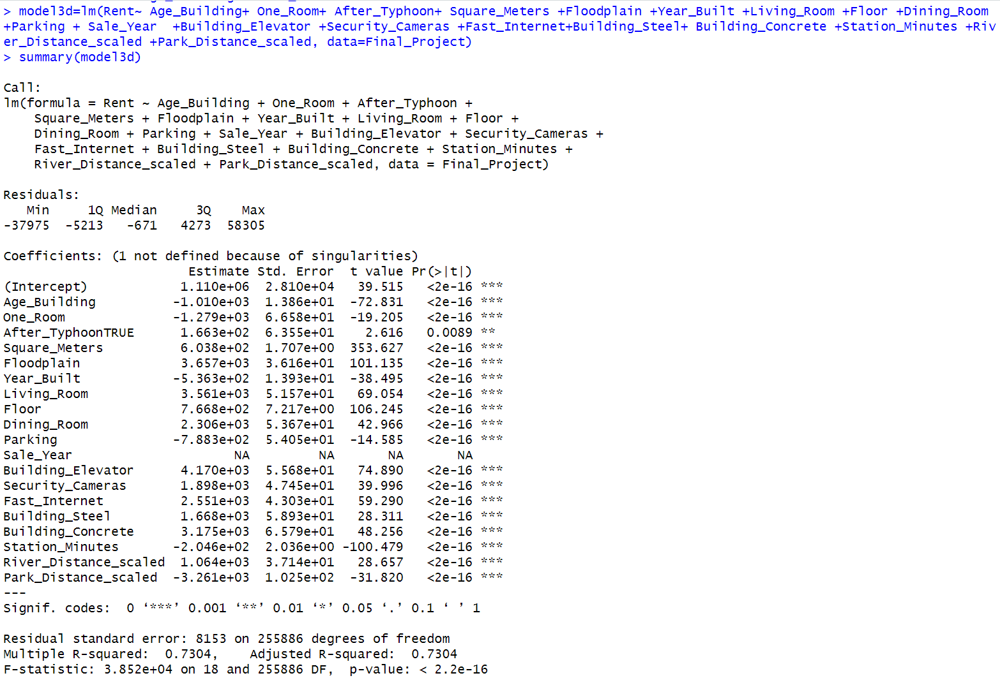 > model3d=lm(Rent~ Age_Building+ One_Room+ After_Typhoon+ Square_Meters +Floodplain +Year_Built +Living_Room +Floor +Dining_Room
+Parking + Sale_Year  +Building_Elevator +Security_Cameras +Fast_Internet+Building_Steel+ Building_Concrete +Station_Minutes +Riv
er_Distance_scaled +Park_Distance_scaled, data=Final_Project)
> summary(model3d)

Call:
lm(formula = Rent ~ Age_Building + One_Room + After_Typhoon + 
    Square_Meters + Floodplain + Year_Built + Living_Room + Floor + 
    Dining_Room + Parking + Sale_Year + Building_Elevator + Security_Cameras + 
    Fast_Internet + Building_Steel + Building_Concrete + Station_Minutes + 
    River_Distance_scaled + Park_Distance_scaled, data = Final_Project)

Residuals:
   Min     1Q Median     3Q    Max 
-37975  -5213   -671   4273  58305 

Coefficients: (1 not defined because of singularities)
                        Estimate Std. Error  t value Pr(>|t|)    
(Intercept)            1.110e+06  2.810e+04   39.515   <2e-16 ***
Age_Building          -1.010e+03  1.386e+01  -72.831   <2e-16 ***
One_Room              -1.279e+03  6.658e+01  -19.205   <2e-16 ***
After_TyphoonTRUE      1.663e+02  6.355e+01    2.616   0.0089 ** 
Square_Meters          6.038e+02  1.707e+00  353.627   <2e-16 ***
Floodplain             3.657e+03  3.616e+01  101.135   <2e-16 ***
Year_Built            -5.363e+02  1.393e+01  -38.495   <2e-16 ***
Living_Room            3.561e+03  5.157e+01   69.054   <2e-16 ***
Floor                  7.668e+02  7.217e+00  106.245   <2e-16 ***
Dining_Room            2.306e+03  5.367e+01   42.966   <2e-16 ***
Parking               -7.883e+02  5.405e+01  -14.585   <2e-16 ***
Sale_Year                     NA         NA       NA       NA    
Building_Elevator      4.170e+03  5.568e+01   74.890   <2e-16 ***
Security_Cameras       1.898e+03  4.745e+01   39.996   <2e-16 ***
Fast_Internet          2.551e+03  4.303e+01   59.290   <2e-16 ***
Building_Steel         1.668e+03  5.893e+01   28.311   <2e-16 ***
Building_Concrete      3.175e+03  6.579e+01   48.256   <2e-16 ***
Station_Minutes       -2.046e+02  2.036e+00 -100.479   <2e-16 ***
River_Distance_scaled  1.064e+03  3.714e+01   28.657   <2e-16 ***
Park_Distance_scaled  -3.261e+03  1.025e+02  -31.820   <2e-16 ***
---
Signif. codes:  0 ‘***’ 0.001 ‘**’ 0.01 ‘*’ 0.05 ‘.’ 0.1 ‘ ’ 1

Residual standard error: 8153 on 255886 degrees of freedom
Multiple R-squared:  0.7304,    Adjusted R-squared:  0.7304 
F-statistic: 3.852e+04 on 18 and 255886 DF,  p-value: < 2.2e-16